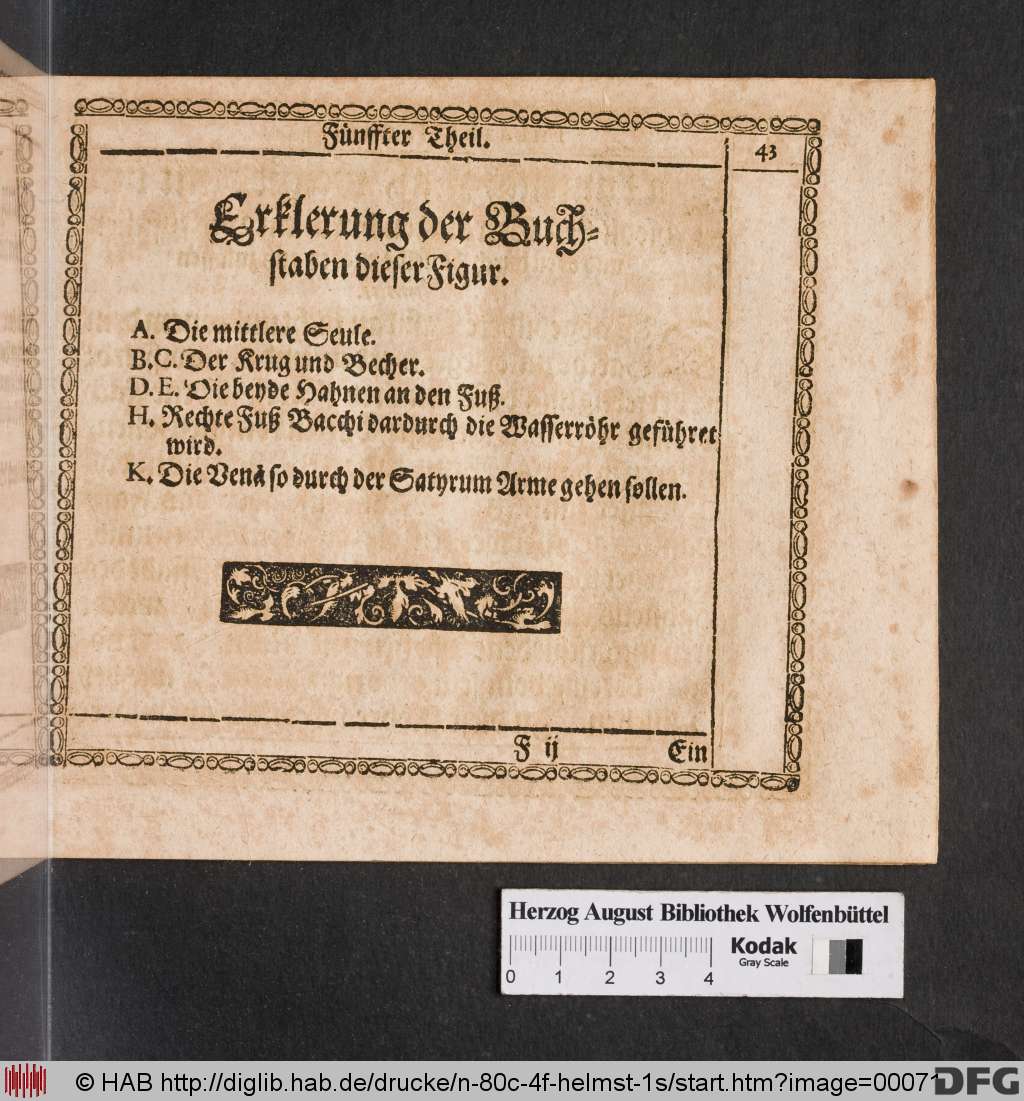 Fünffter Theil.
43
Erklerung der Buch-
staben dieser Figur.
A. Die mittlere Seule.
B.C. Der Krug und Becher.
D.E. Die beyde Hahnen an den Fuß.
H. Rechte Fuß Bacchi dardurch die Wasserröhr geführet
wird.
K. Die Venæ so durch der Satyrum Arme gehen sollen.
F ij
Ein
Herzog August Bibliothek Wolfenbüttel
0 1 2 3 4
Kodak
Gray Scale
© HAB http://diglib.hab.de/drucke/n-80c-4f-helmst-1s/start.htm?image=00071
DFG